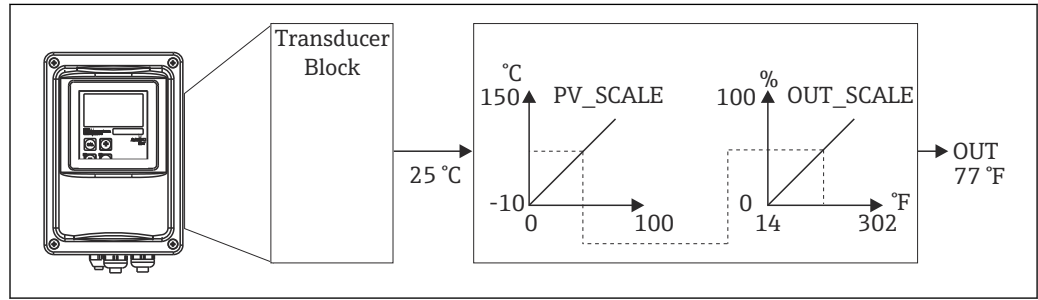 Transducer
Block
25 °C
°C
150
PV_SCALE
-10
0
100
%
100
OUT_SCALE
0
14
302
°F
OUT
77 °F